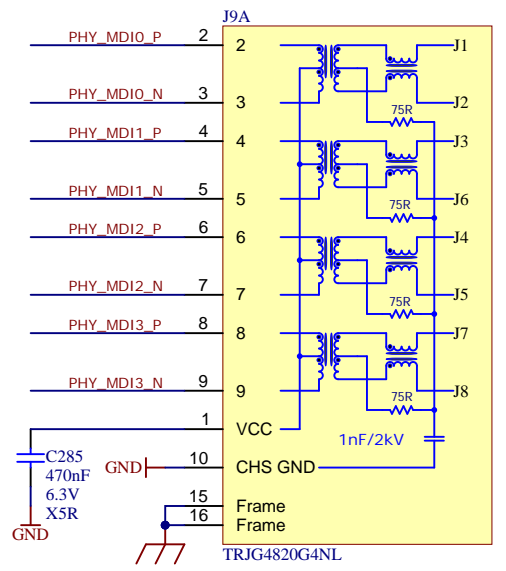 J9A
PHY_MDI0_P 2 2 J1
PHY_MDI0_N 3 3 J2
75R
PHY_MDI1_P 4 4 J3
PHY_MDI1_N 5 5 J6
75R
PHY_MDI2_P 6 6 J4
PHY_MDI2_N 7 7 J5
75R
PHY_MDI3_P 8 8 J7
PHY_MDI3_N 9 9 J8
75R
1 VCC
1nF/2kV
C285
470nF
6.3V
X5R
GND
GND 10 CHS GND
15 Frame
16 Frame
TRJG4820G4NL